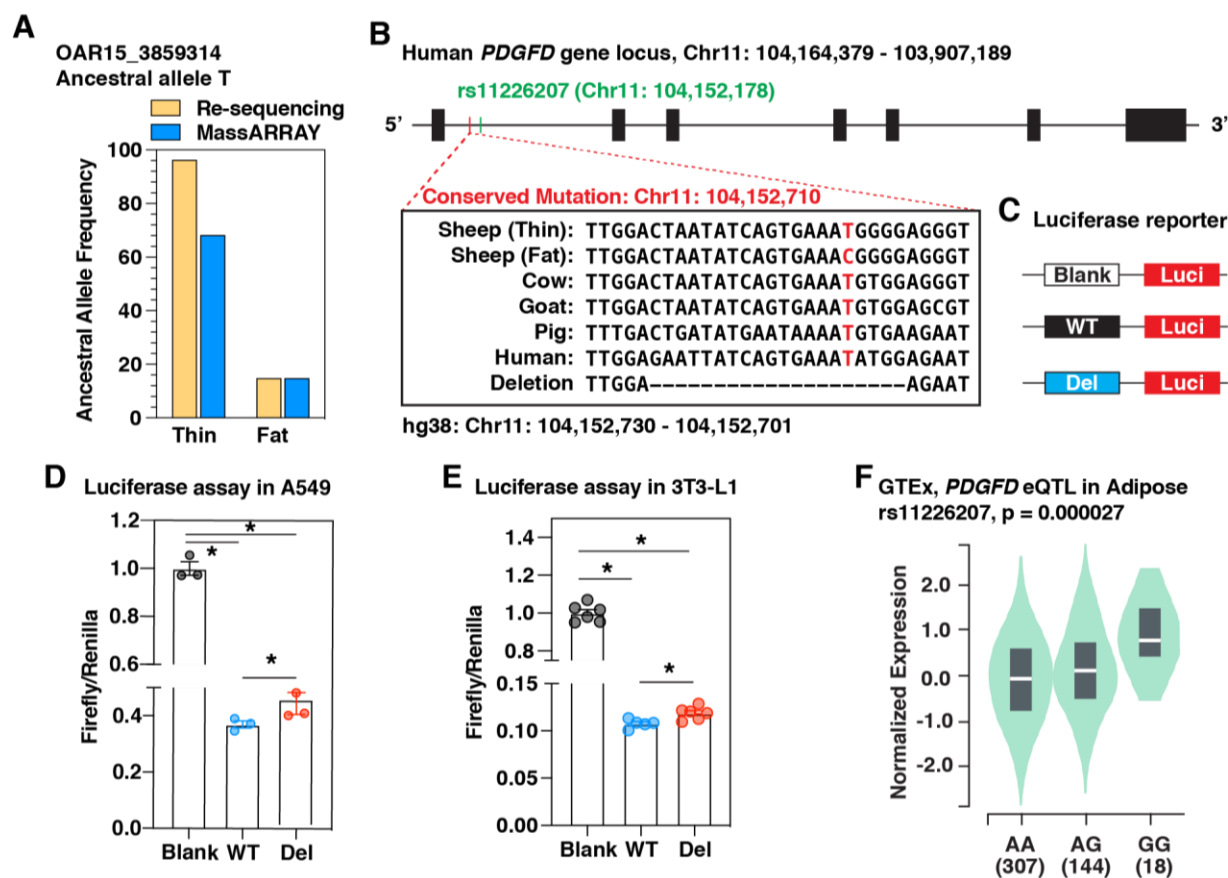 A
OAR15_3859314
Ancestral allele T
Re-sequencing
MassARRAY
Ancestral Allele Frequency
100
80
60
40
20
0
Thin Fat
B
Human PDGFD gene locus, Chr11: 104,164,379 - 103,907,189
rs11226207 (Chr11: 104,152,178)
5’ 3’
Conserved Mutation: Chr11: 104,152,710
Sheep (Thin): TTGGACTAATATCAGTGAAATGGGGAGGGT
Sheep (Fat): TTGGACTAATATCAGTGAAACGGGGAGGGT
Cow: TTGGACTAATATCAGTGAAATGTGGAGGGT
Goat: TTGGACTAATATCAGTGAAATGTGGAGCGT
Pig: TTTGACTGATATGAATAAAATGTGAAGAAT
Human: TTGGAGAATTATCAGTGAAATATGGAGAAT
Deletion TTGGA--------------------AGAAT
hg38: Chr11: 104,152,730 - 104,152,701
C
Luciferase reporter
Blank Luci
WT Luci
Del Luci
D
Luciferase assay in A549
Firefly/Renilla
1.2
1.0
0.8
0.6
0.4
0.2
0.0
*
*
*
Blank WT Del
E
Luciferase assay in 3T3-L1
Firefly/Renilla
1.4
1.2
1.0
0.8
0.15
0.10
0.05
0.00
*
*
*
Blank WT Del
F
GTEx, PDGFD eQTL in Adipose
rs11226207, p = 0.000027
Normalized Expression
2.0
1.0
0.0
-1.0
-2.0
AA AG GG
(307) (144) (18)